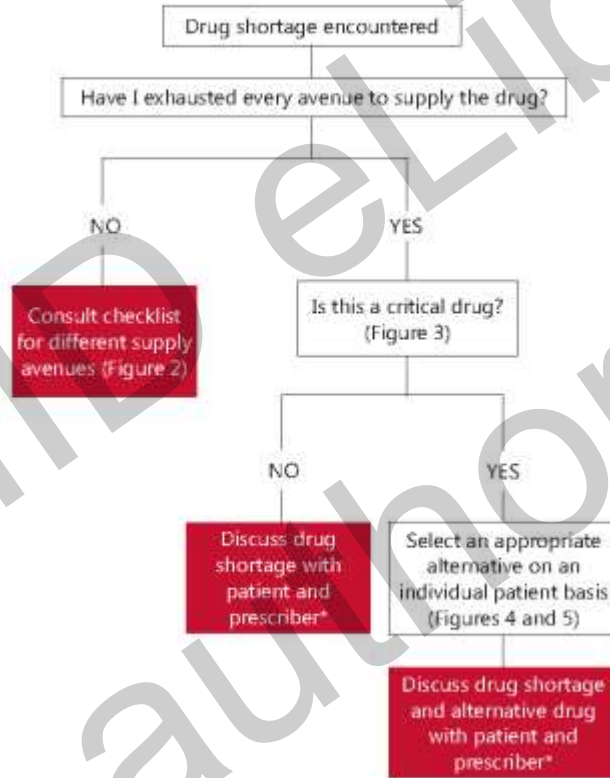 Drug shortage encountered
Have I exhausted every avenue to supply the drug?
NO
YES
Consult checklist
for different supply
avenues (Figure 2)
Is this a critical drug?
(Figure 3)
NO
YES
Discuss drug
shortage with
patient and
prescriber*
Select an appropriate
alternative on an
individual patient basis
(Figures 4 and 5)
Discuss drug shortage
and alternative drug
with patient and
prescriber*